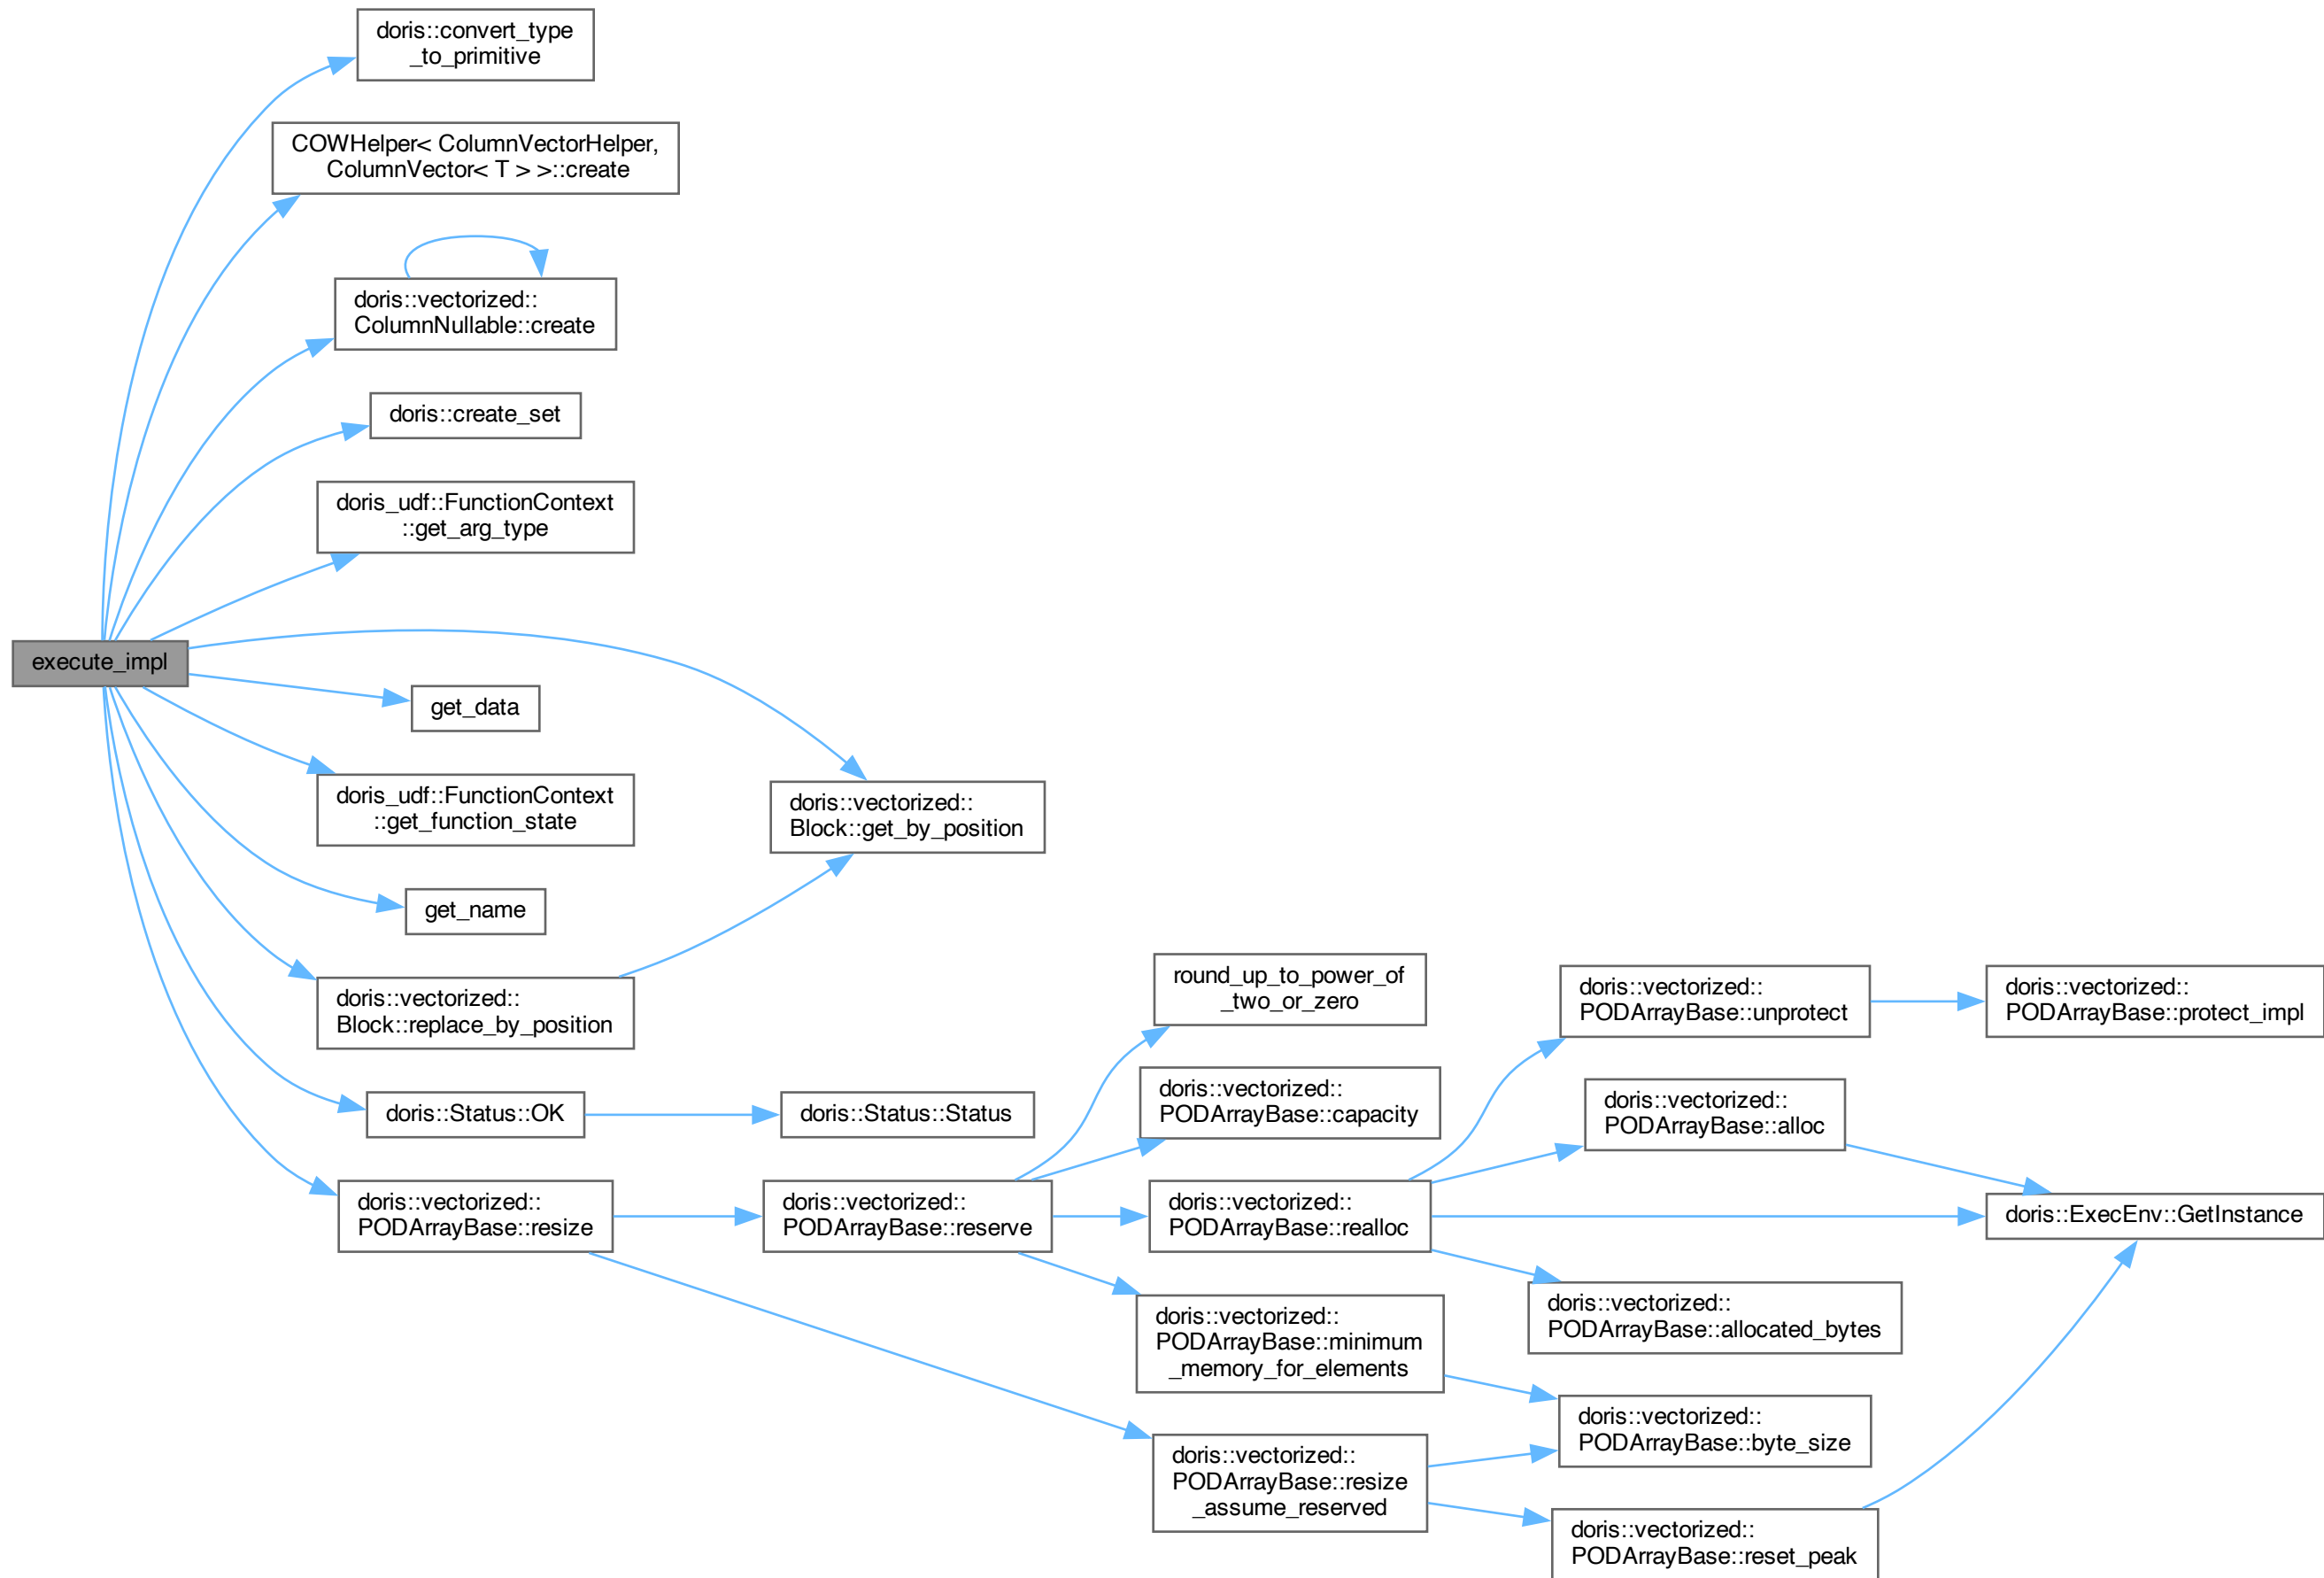 doris::convert_type
_to_primitive
COWHelper< ColumnVectorHelper,
ColumnVector< T > >::create
doris::vectorized::
ColumnNullable::create
doris::create_set
doris_udf::FunctionContext
::get_arg_type
execute_impl
get_data
doris_udf::FunctionContext
::get_function_state
doris::vectorized::
Block::get_by_position
get_name
doris::vectorized::
Block::replace_by_position
doris::Status::OK
doris::Status::Status
doris::vectorized::
PODArrayBase::resize
doris::vectorized::
PODArrayBase::reserve
round_up_to_power_of
_two_or_zero
doris::vectorized::
PODArrayBase::capacity
doris::vectorized::
PODArrayBase::realloc
doris::vectorized::
PODArrayBase::minimum
_memory_for_elements
doris::vectorized::
PODArrayBase::resize
_assume_reserved
doris::vectorized::
PODArrayBase::unprotect
doris::vectorized::
PODArrayBase::protect_impl
doris::vectorized::
PODArrayBase::alloc
doris::ExecEnv::GetInstance
doris::vectorized::
PODArrayBase::allocated_bytes
doris::vectorized::
PODArrayBase::byte_size
doris::vectorized::
PODArrayBase::reset_peak